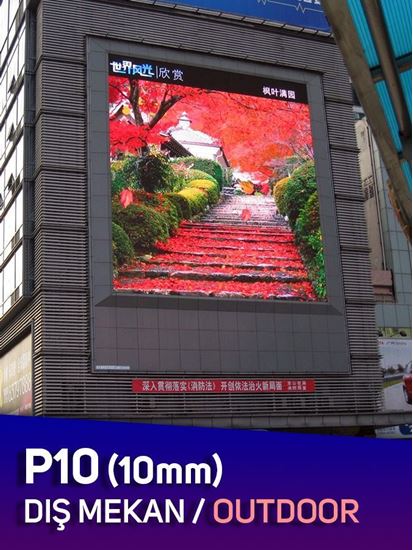 世界风光|欣赏
枫叶满园
深入贯彻落实《消防法》 开创依法治火新局面
P10 (10mm)
DIŞ MEKAN / OUTDOOR